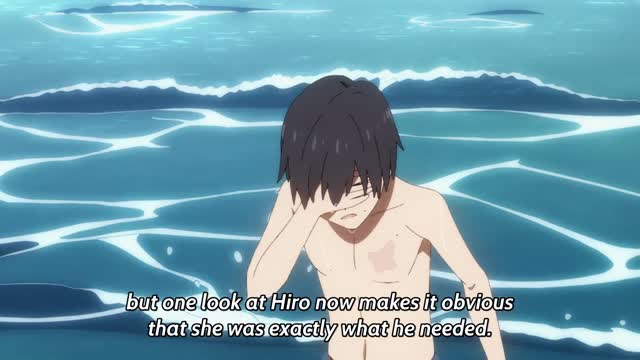 but one look at Hiro now makes it obvious
that she was exactly what he needed.